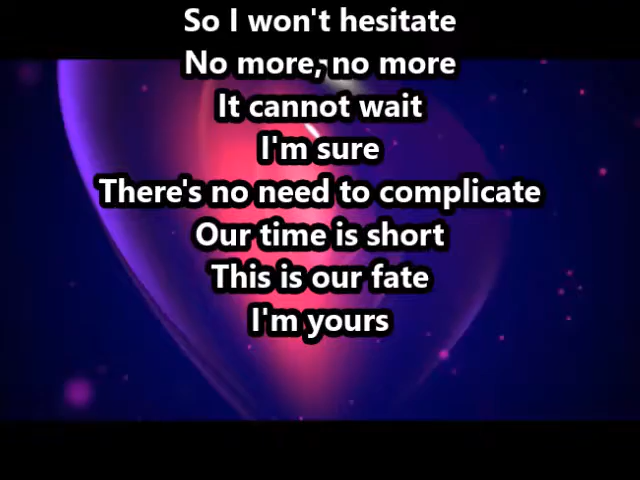 So I won't hesitate
No more, no more
It cannot wait
I'm sure
There's no need to complicate
Our time is short
This is our fate
I'm yours